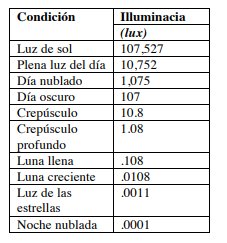 Condición Illuminacia
(lux)
Luz de sol 107,527
Plena luz del día 10,752
Día nublado 1,075
Día oscuro 107
Crepúsculo 10.8
Crepúsculo 1.08
profundo
Luna llena .108
Luna creciente .0108
Luz de las .0011
estrellas
Noche nublada .0001